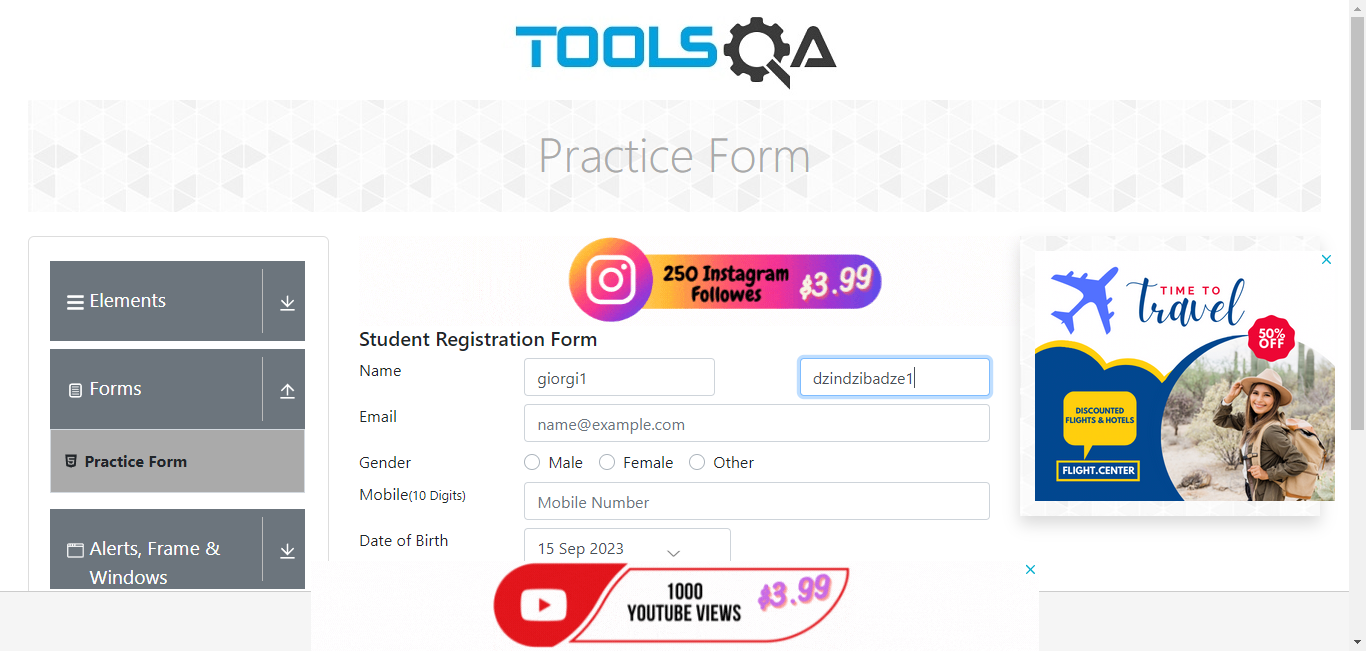 TOOLSQA
Practice Form
Elements
Forms
Practice Form
Alerts, Frame &
Windows
250 Instagram
Followes
$3.99
Student Registration Form
Name
giorgi1
dzindzibadze1
Email
name@example.com
Gender
Male
Female
Other
Mobile(10 Digits)
Mobile Number
Date of Birth
15 Sep 2023
TIME TO
travel
50%
OFF
DISCOUNTED
FLIGHTS & HOTELS
FLIGHT.CENTER
1000
YOUTUBE VIEWS
$3.99